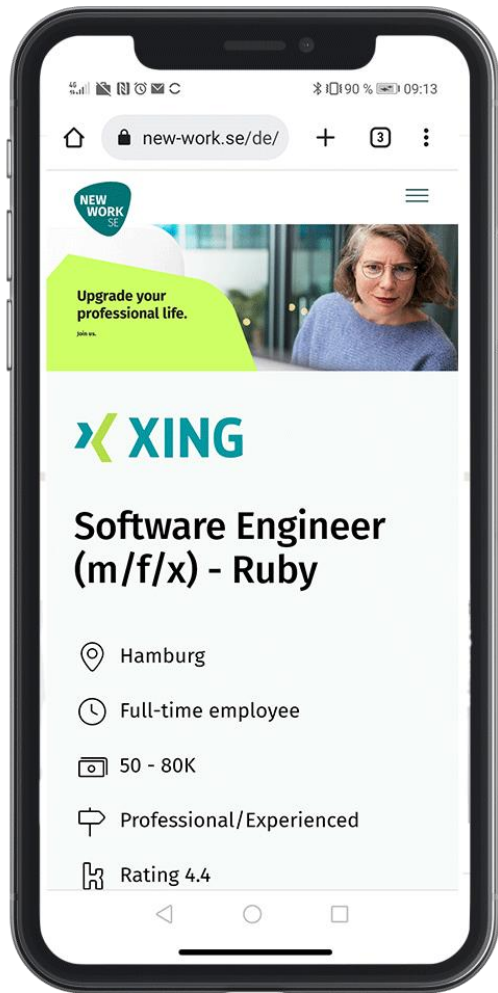 4G
90 %
09:13
new-work.se/de/
3
NEW
WORK
SE
Upgrade your
professional life.
Join us.
XING
Software Engineer
(m/f/x) - Ruby
Hamburg
Full-time employee
50 - 80K
Professional/Experienced
Rating 4.4